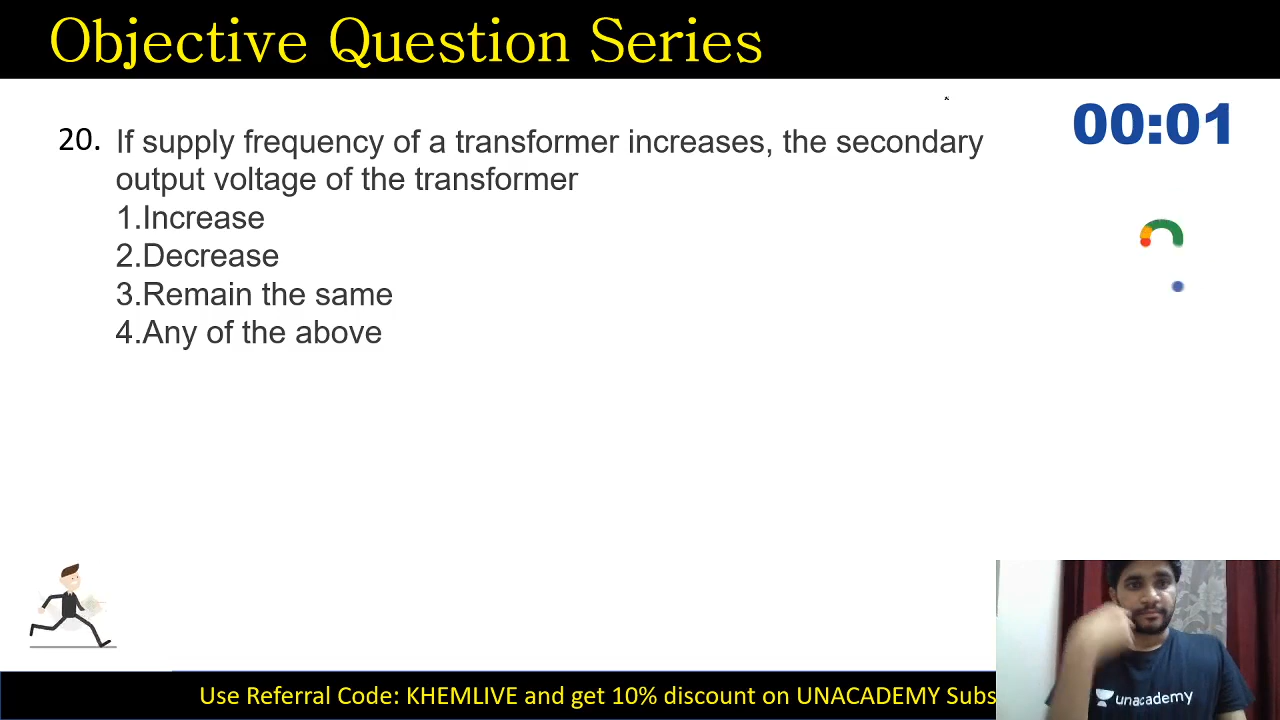 Objective Question Series
00:01
20. If supply frequency of a transformer increases, the secondary
output voltage of the transformer
1.Increase
2.Decrease
3.Remain the same
4.Any of the above
Use Referral Code: KHEMLIVE and get 10% discount on UNACADEMY Subs
unacademy